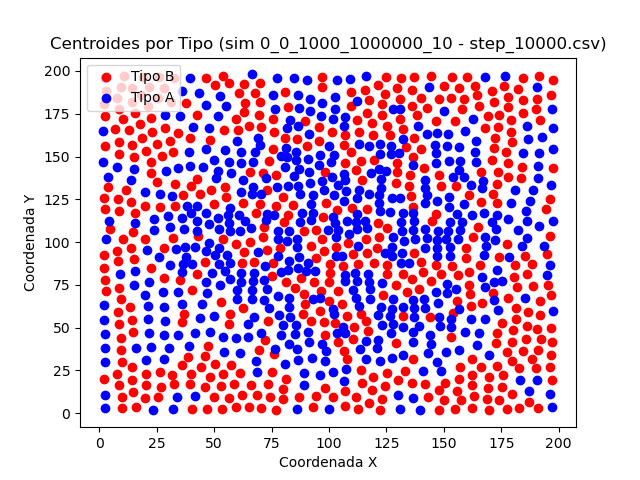 Centroides por Tipo (sim 0_0_1000_1000000_10 - step_10000.csv)
Tipo B
Tipo A
Coordenada Y
200
175
150
125
100
75
50
25
0
0 25 50 75 100 125 150 175 200
Coordenada X